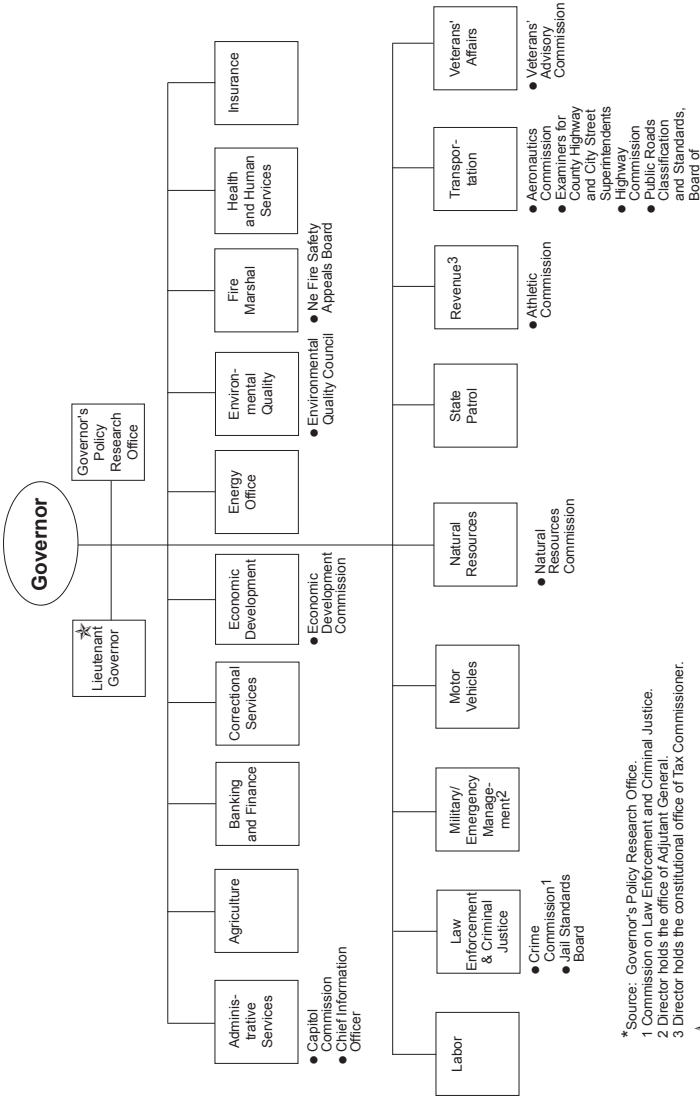 Governor
Lieutenant
Governor
Governor's
Policy
Research
Office
Adminis-
trative
Services
● Capitol
Commission
● Chief Information
Officer
Agriculture
Banking
and Finance
Correctional
Services
Economic
Development
● Economic
Development
Commission
Energy
Office
Environ-
mental
Quality
● Environmental
Quality Council
Fire
Marshal
● Ne Fire Safety
Appeals Board
Health
and Human
Services
Insurance
Labor
Law
Enforcement
& Criminal
Justice
● Crime
Commission1
● Jail Standards
Board
Military/
Emergency
Manage-
ment2
Motor
Vehicles
Natural
Resources
● Natural
Resources
Commission
State
Patrol
Revenue3
● Athletic
Commission
Transpor-
tation
● Aeronautics
Commission
● Examiners for
County Highway
and City Street
Superintendents
● Highway
Commission
● Public Roads
Classification
and Standards,
Board of
Veterans'
Affairs
● Veterans'
Advisory
Commission
*Source: Governor's Policy Research Office.
1 Commission on Law Enforcement and Criminal Justice.
2 Director holds the office of Adjutant General.
3 Director holds the constitutional office of Tax Commissioner.